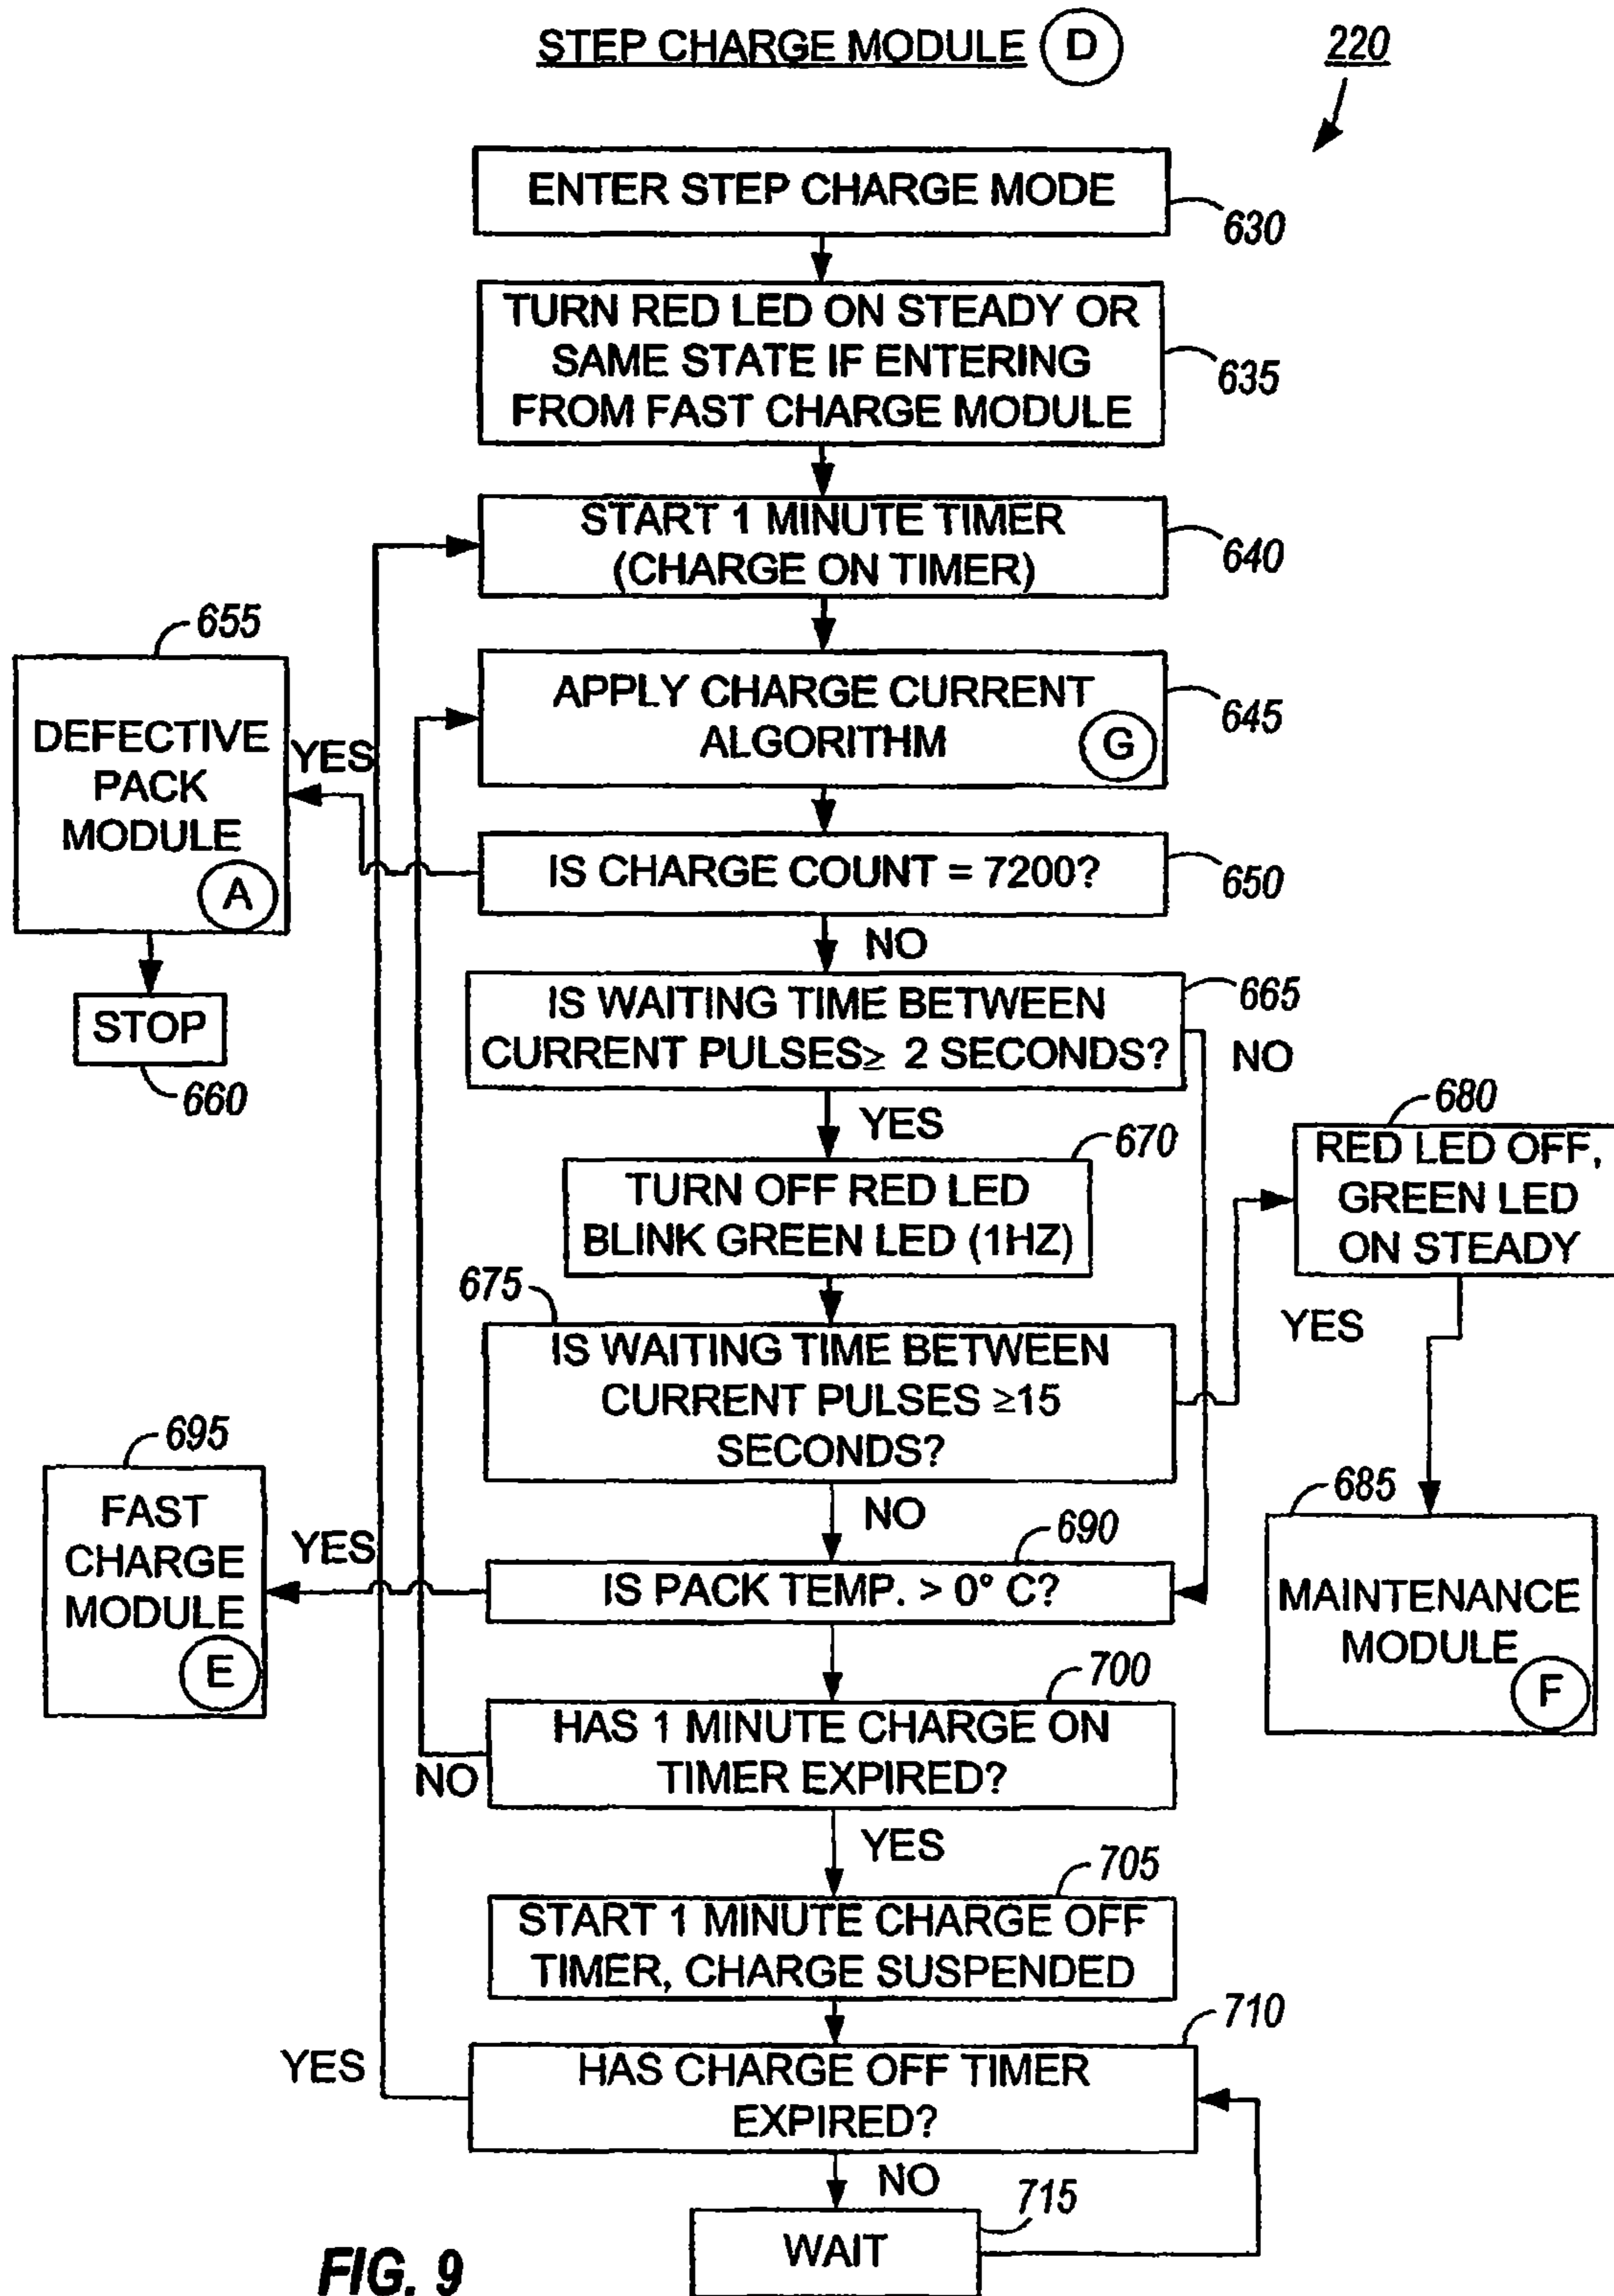 STEP CHARGE MODULE D
220
ENTER STEP CHARGE MODE
630
TURN RED LED ON STEADY OR
SAME STATE IF ENTERING
FROM FAST CHARGE MODULE
635
START 1 MINUTE TIMER
(CHARGE ON TIMER)
640
655
DEFECTIVE
PACK
MODULE
A
YES
APPLY CHARGE CURRENT
ALGORITHM
G
645
IS CHARGE COUNT = 7200?
650
NO
STOP
660
IS WAITING TIME BETWEEN
CURRENT PULSES≥ 2 SECONDS?
665
NO
YES
670
TURN OFF RED LED
BLINK GREEN LED (1HZ)
680
RED LED OFF,
GREEN LED
ON STEADY
YES
675
IS WAITING TIME BETWEEN
CURRENT PULSES ≥15
SECONDS?
NO
685
MAINTENANCE
MODULE
F
695
FAST
CHARGE
MODULE
E
YES
690
IS PACK TEMP. > 0° C?
700
HAS 1 MINUTE CHARGE ON
TIMER EXPIRED?
NO
YES
705
START 1 MINUTE CHARGE OFF
TIMER, CHARGE SUSPENDED
710
YES
HAS CHARGE OFF TIMER
EXPIRED?
NO
715
WAIT
FIG. 9